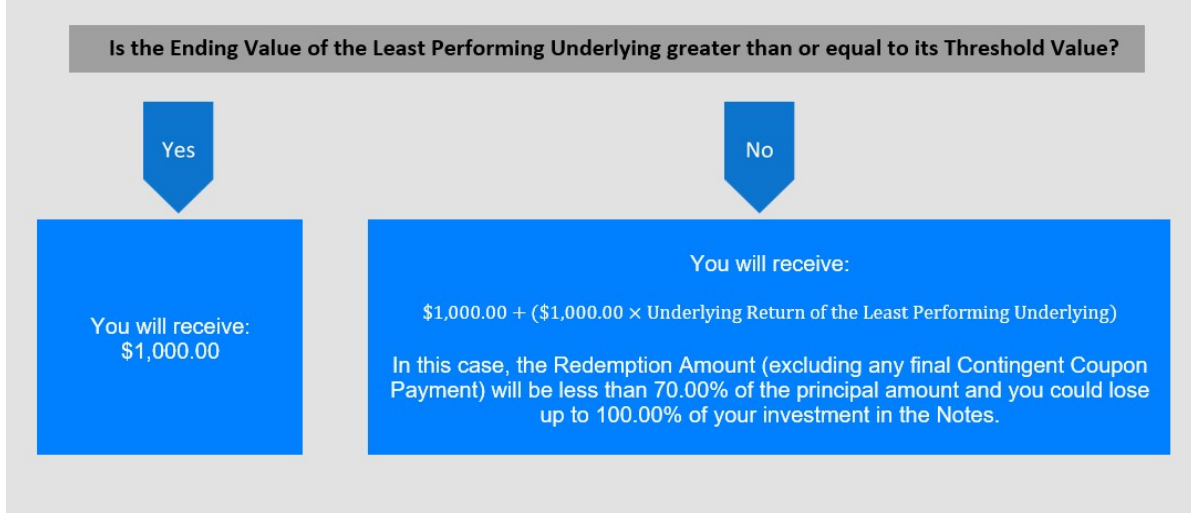 Is the Ending Value of the Least Performing Underlying greater than or equal to its Threshold Value?
Yes
No
You will receive:
$1,000.00
You will receive:
$1,000.00 + ($1,000.00 × Underlying Return of the Least Performing Underlying)
In this case, the Redemption Amount (excluding any final Contingent Coupon
Payment) will be less than 70.00% of the principal amount and you could lose
up to 100.00% of your investment in the Notes.